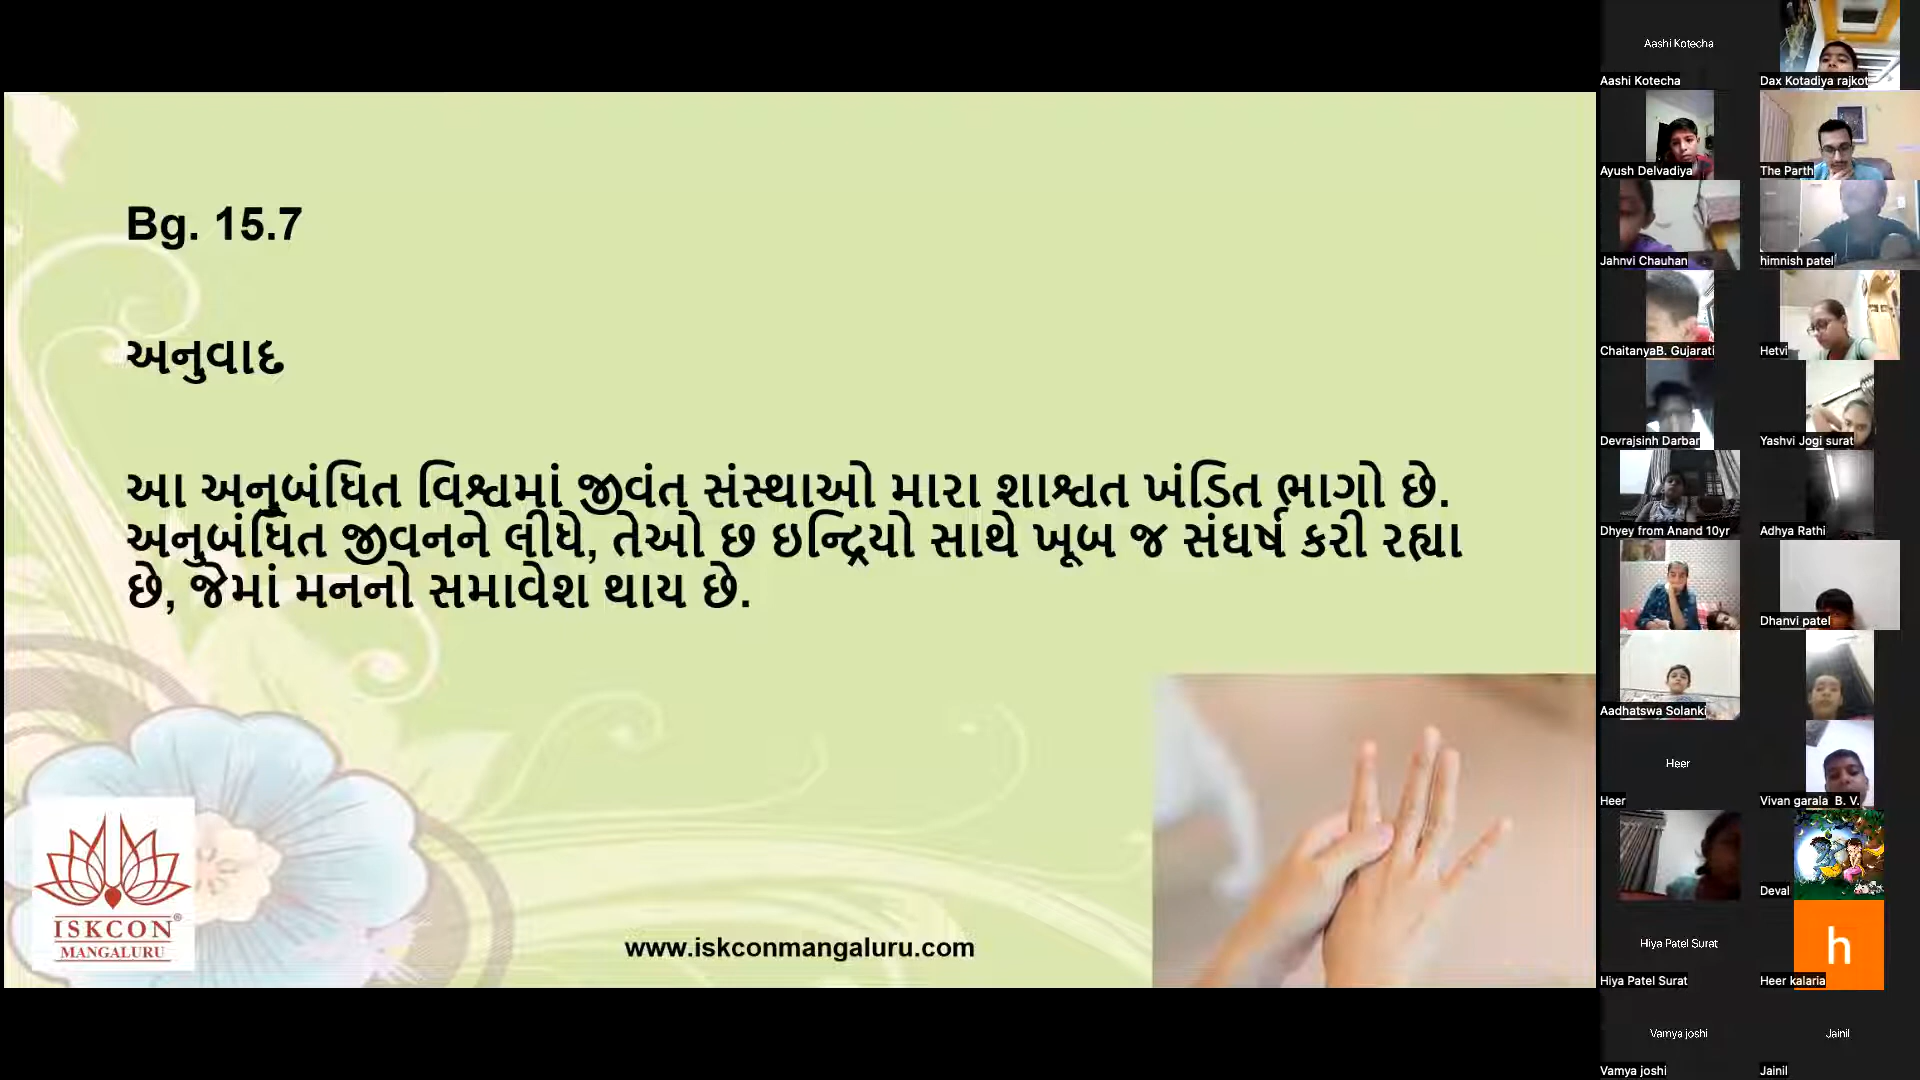 Bg. 15.7
અનુવાદ
આ અનુબંધિત વિશ્વમાં જીવંત સંસ્થાઓ મારા શાશ્વત ખંડિત ભાગો છે.
અનુબંધિત જીવનને લીધે, તેઓ છ ઇન્દ્રિયો સાથે ખૂબ જ સંઘર્ષ કરી રહ્યા
છે, જેમાં મનનો સમાવેશ થાય છે.
ISKCON®
MANGALURU
www.iskconmangaluru.com
Aashi Kotecha
Aashi Kotecha
Dax Kotadiya rajkot
Ayush Delvadiya
The Parth
Jahnvi Chauhan
himnish patel
ChaitanyaB. Gujarati
Hetvi
Devrajsinh Darbar
Yashvi Jogi surat
Dhyey from Anand 10yr
Adhya Rathi
Dhanvi patel
Aadhatswa Solanki
Heer
Heer
Vivan garala B. V.
Deval
Hiya Patel Surat
Hiya Patel Surat
h
Heer kalaria
Vamya joshi
Vamya joshi
Jainil
Jainil